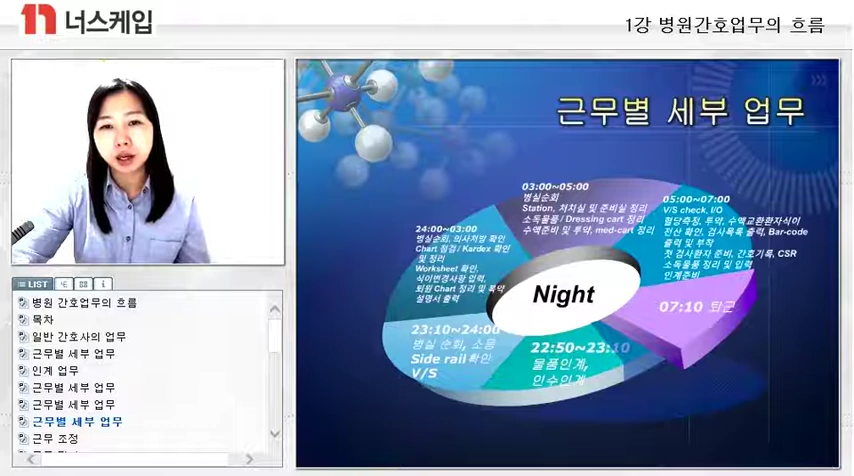 너스케입
1강 병원간호업무의 흐름
근무별 세부 업무
03:00~05:00
병실순회
Station, 처치실 및 준비실 정리
소독물품 / Dressing cart 정리
수액준비 및 투약, med-cart 정리
05:00~07:00
V/S check, I/O
혈당측정, 투약, 수액교환환자식이
전산 확인, 검사목록 출력, Bar-code
출력 및 부착
첫 검사환자 준비, 간호기록, CSR
소독물품 정리 및 입력
인계준비
24:00~03:00
병실순회, 의사처방 확인
Chart 점검 / Kardex 확인
및 정리
Worksheet 확인,
식이변경사항 입력,
퇴원 Chart 정리 및 투약
설명서 출력
Night
07:10 퇴근
23:10~24:00
병실 순회, 소등
Side rail 확인
V/S
22:50~23:10
물품인계,
인수인계
LIST
병원 간호업무의 흐름
목차
일반 간호사의 업무
근무별 세부 업무
인계 업무
근무별 세부 업무
근무별 세부 업무
근무별 세부 업무
근무 조정